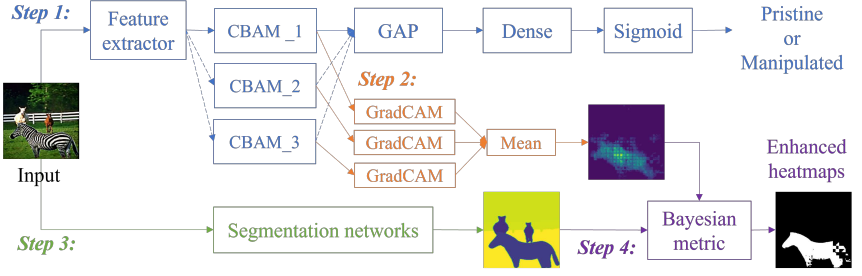 Step 1:
Feature
extractor
CBAM _1
GAP
Dense
Sigmoid
Pristine
or
Manipulated
CBAM_2
Step 2:
GradCAM
CBAM_3
GradCAM
Mean
GradCAM
Input
Enhanced
heatmaps
Step 3:
Segmentation networks
Step 4:
Bayesian
metric